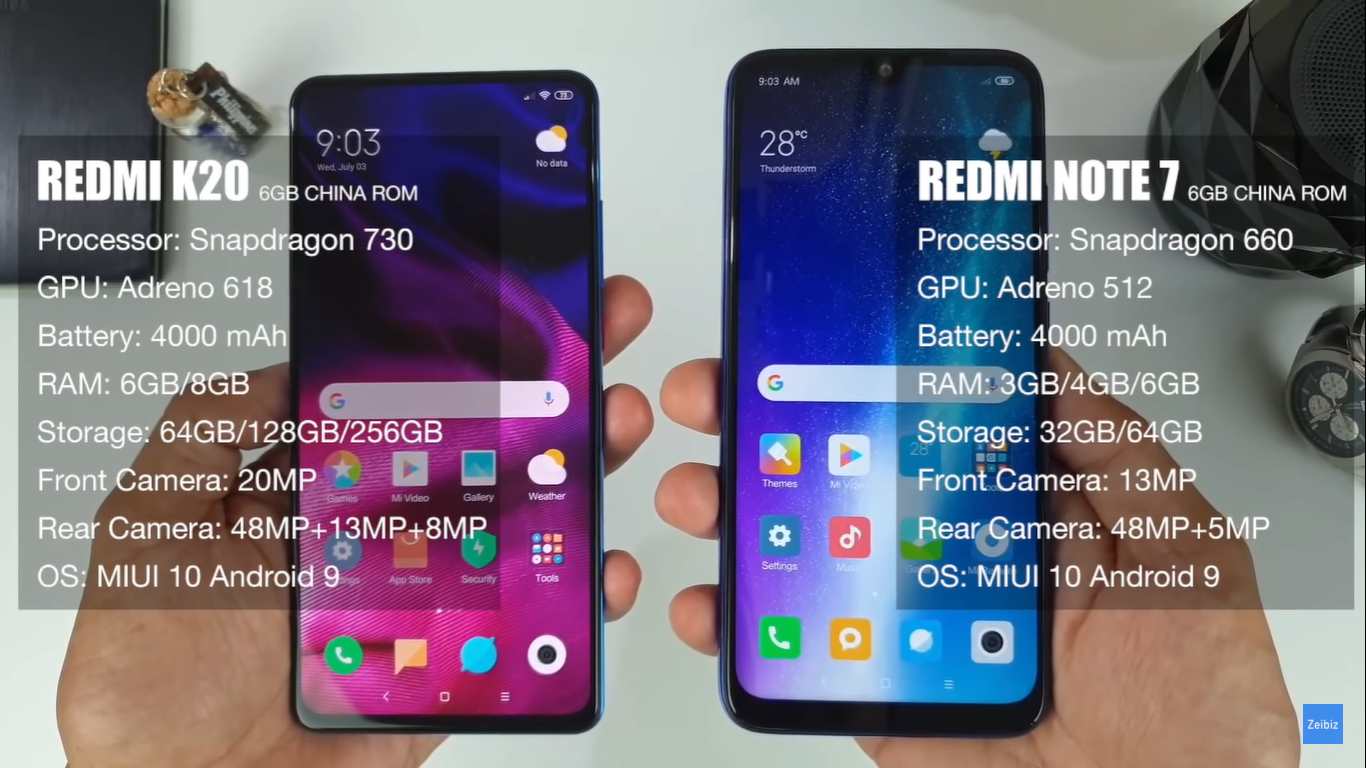 Philippines
9:03
Wed, July 03
No data
73
REDMI K20 6GB CHINA ROM
Processor: Snapdragon 730
GPU: Adreno 618
Battery: 4000 mAh
RAM: 6GB/8GB
Storage: 64GB/128GB/256GB
Front Camera: 20MP
Rear Camera: 48MP+13MP+8MP
OS: MIUI 10 Android 9
G
Games
Mi Video
Gallery
Weather
App Store
Security
Tools
9:03 AM
28°C
Thunderstorm
REDMI NOTE 7 6GB CHINA ROM
Processor: Snapdragon 660
GPU: Adreno 512
Battery: 4000 mAh
RAM: 3GB/4GB/6GB
Storage: 32GB/64GB
Front Camera: 13MP
Rear Camera: 48MP+5MP
OS: MIUI 10 Android 9
G
28°
Themes
Settings
Zeibiz